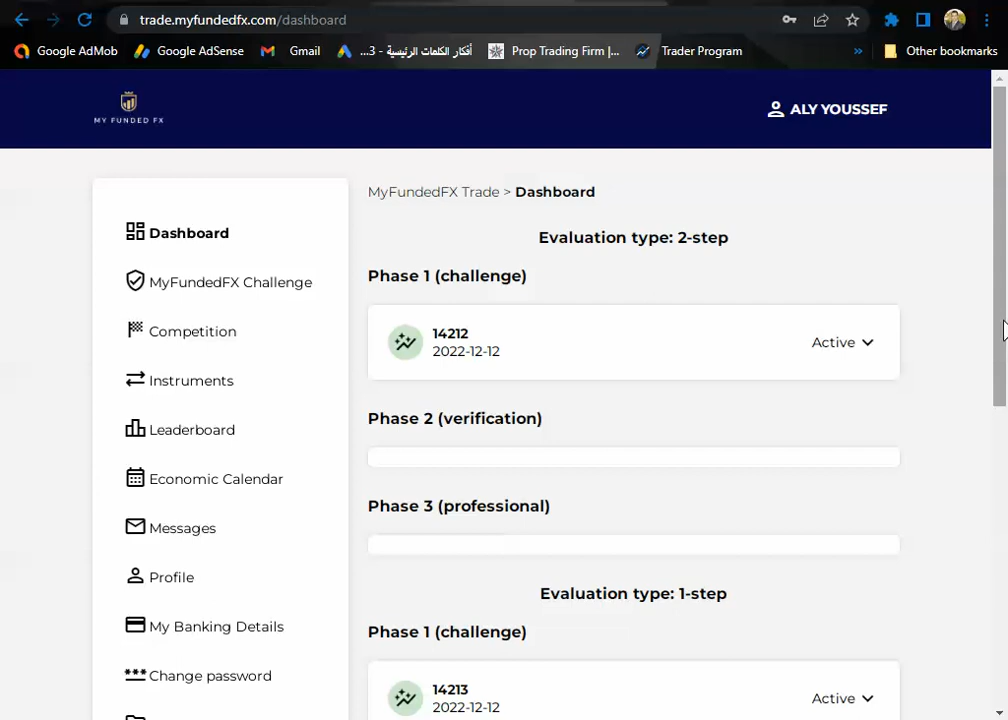 trade.myfundedfx.com/dashboard
Google AdMob
Google AdSense
Gmail
أفكار الكلمات الرئيسية - 3...
Prop Trading Firm |...
Trader Program
»
Other bookmarks
MY FUNDED FX
ALY YOUSSEF
Dashboard
MyFundedFX Challenge
Competition
Instruments
Leaderboard
Economic Calendar
Messages
Profile
My Banking Details
Change password
MyFundedFX Trade > Dashboard
Evaluation type: 2-step
Phase 1 (challenge)
14212
2022-12-12
Active
Phase 2 (verification)
Phase 3 (professional)
Evaluation type: 1-step
Phase 1 (challenge)
14213
2022-12-12
Active